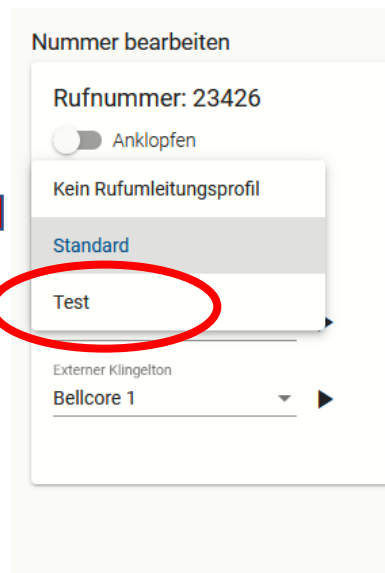 Nummer bearbeiten
Rufnummer: 23426
Anklopfen
Kein Rufumleitungsprofil
Standard
Test
Externer Klingelton
Bellcore 1